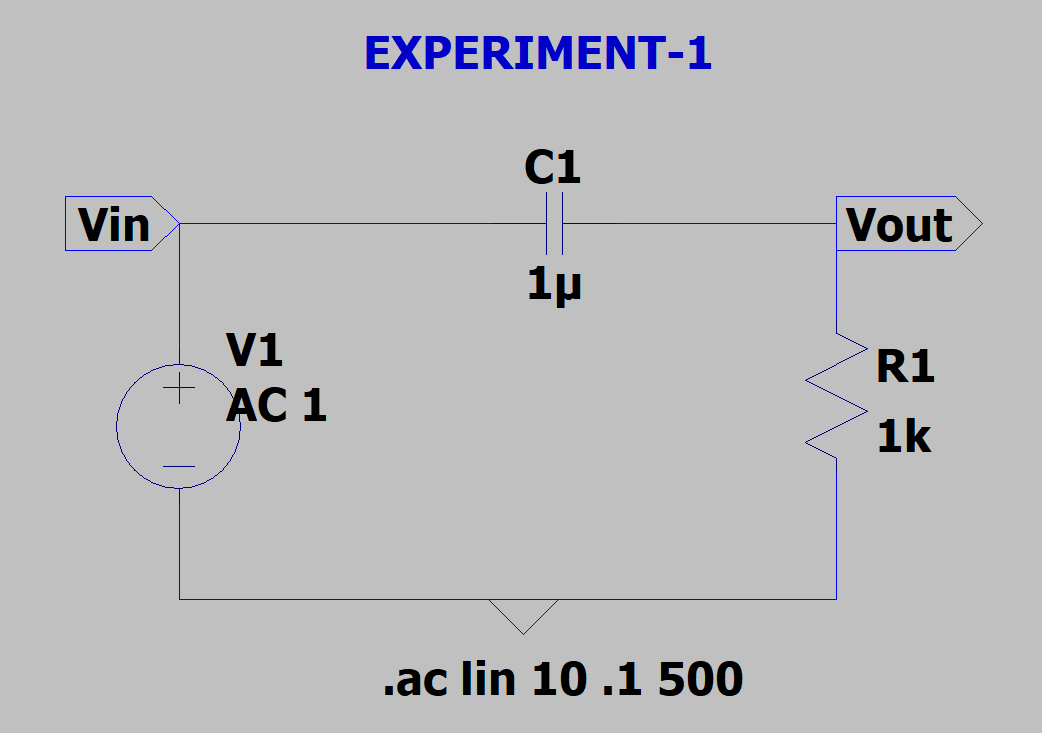 EXPERIMENT-1
C1
Vin
Vout
1µ
V1
R1
AC 1
1k
.ac lin 10 .1 500